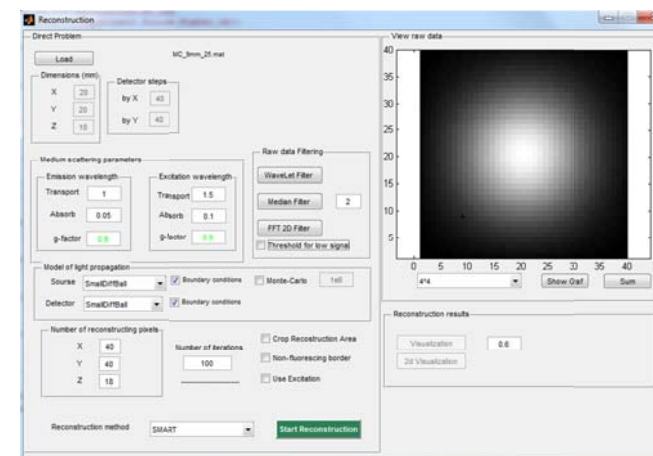 Reconstruction
Direct Problem
Load
MC_9mm_25.mat
Dimensions (mm)
X 20
Y 20
Z 18
Detector steps
by X 40
by Y 40
Medium scattering parameters
Emission wavelength
Transport 1
Absorb 0.05
g-factor 0.9
Excitation wavelength
Transport 1.5
Absorb 0.1
g-factor 0.9
Raw data Filtering
WaveLet Filter
Median Filter 2
FFT 2D Filter
Threshold for low signal
Model of light propagation
Sourse SmallDiffBall Boundary conditions Monte-Carlo 1e8
Detector SmallDiffBall Boundary conditions
Number of reconstructing pixels
X 40
Y 40
Z 18
Number of iterations
100
Crop Recostruction Area
Non-fluorescing border
Use Excitation
Reconstruction method SMART
Start Reconstruction
View raw data
40
35
30
25
20
15
10
5
0 5 10 15 20 25 30 35 40
4*4 Show Graf Sum
Reconstruction results
Visualization 0.6
2d Visualization